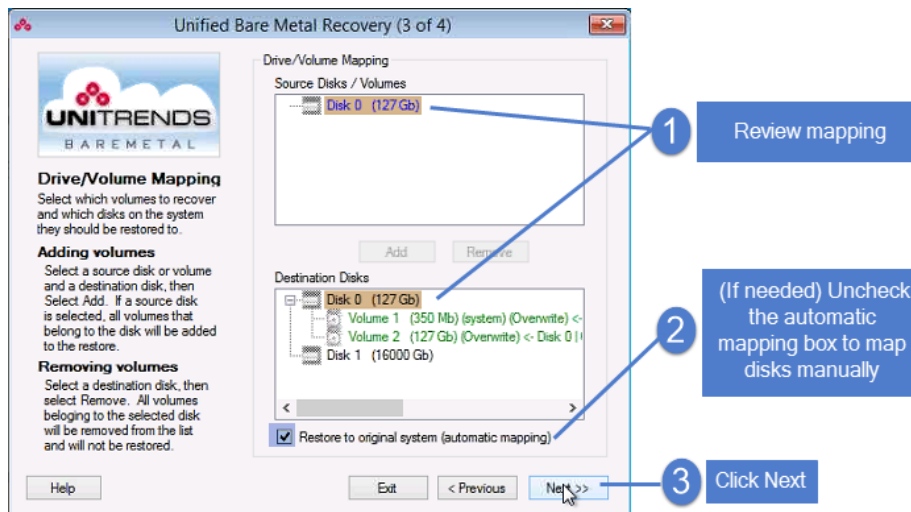 Unified Bare Metal Recovery (3 of 4)
UNITRENDS
BAREMETAL
Drive/Volume Mapping
Select which volumes to recover
and which disks on the system
they should be restored to.
Adding volumes
Select a source disk or volume
and a destination disk, then
Select Add. If a source disk
is selected, all volumes that
belong to the disk will be added
to the restore.
Removing volumes
Select a destination disk, then
select Remove. All volumes
beloging to the selected disk
will be removed from the list
and will not be restored.
Drive/Volume Mapping
Source Disks / Volumes
Disk 0 (127 Gb)
Add Remove
Destination Disks
Disk 0 (127 Gb)
Volume 1 (350 Mb) (system) (Overwrite) <-
Volume 2 (127 Gb) (Overwrite) <- Disk 0 |
Disk 1 (16000 Gb)
Restore to original system (automatic mapping)
Help Exit < Previous Next >>
1 Review mapping
2 (If needed) Uncheck
the automatic
mapping box to map
disks manually
3 Click Next